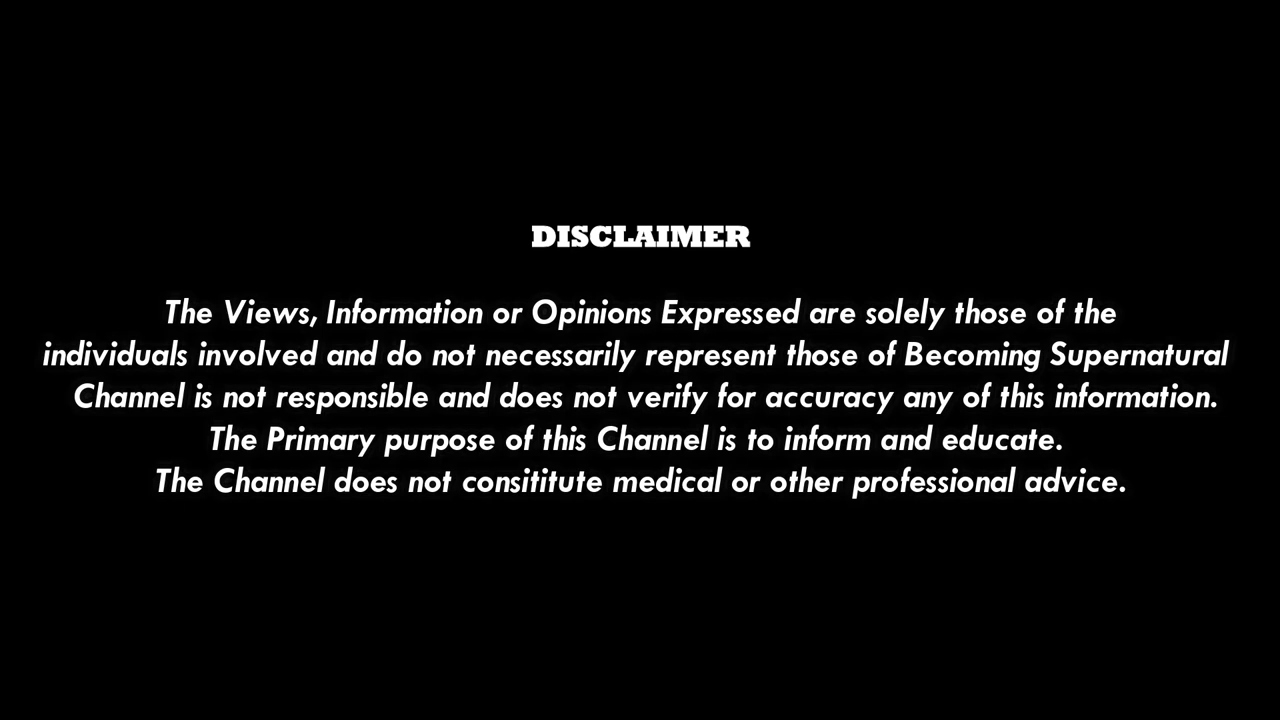 DISCLAIMER
The Views, Information or Opinions Expressed are solely those of the
individuals involved and do not necessarily represent those of Becoming Supernatural
Channel is not responsible and does not verify for accuracy any of this information.
The Primary purpose of this Channel is to inform and educate.
The Channel does not consititute medical or other professional advice.